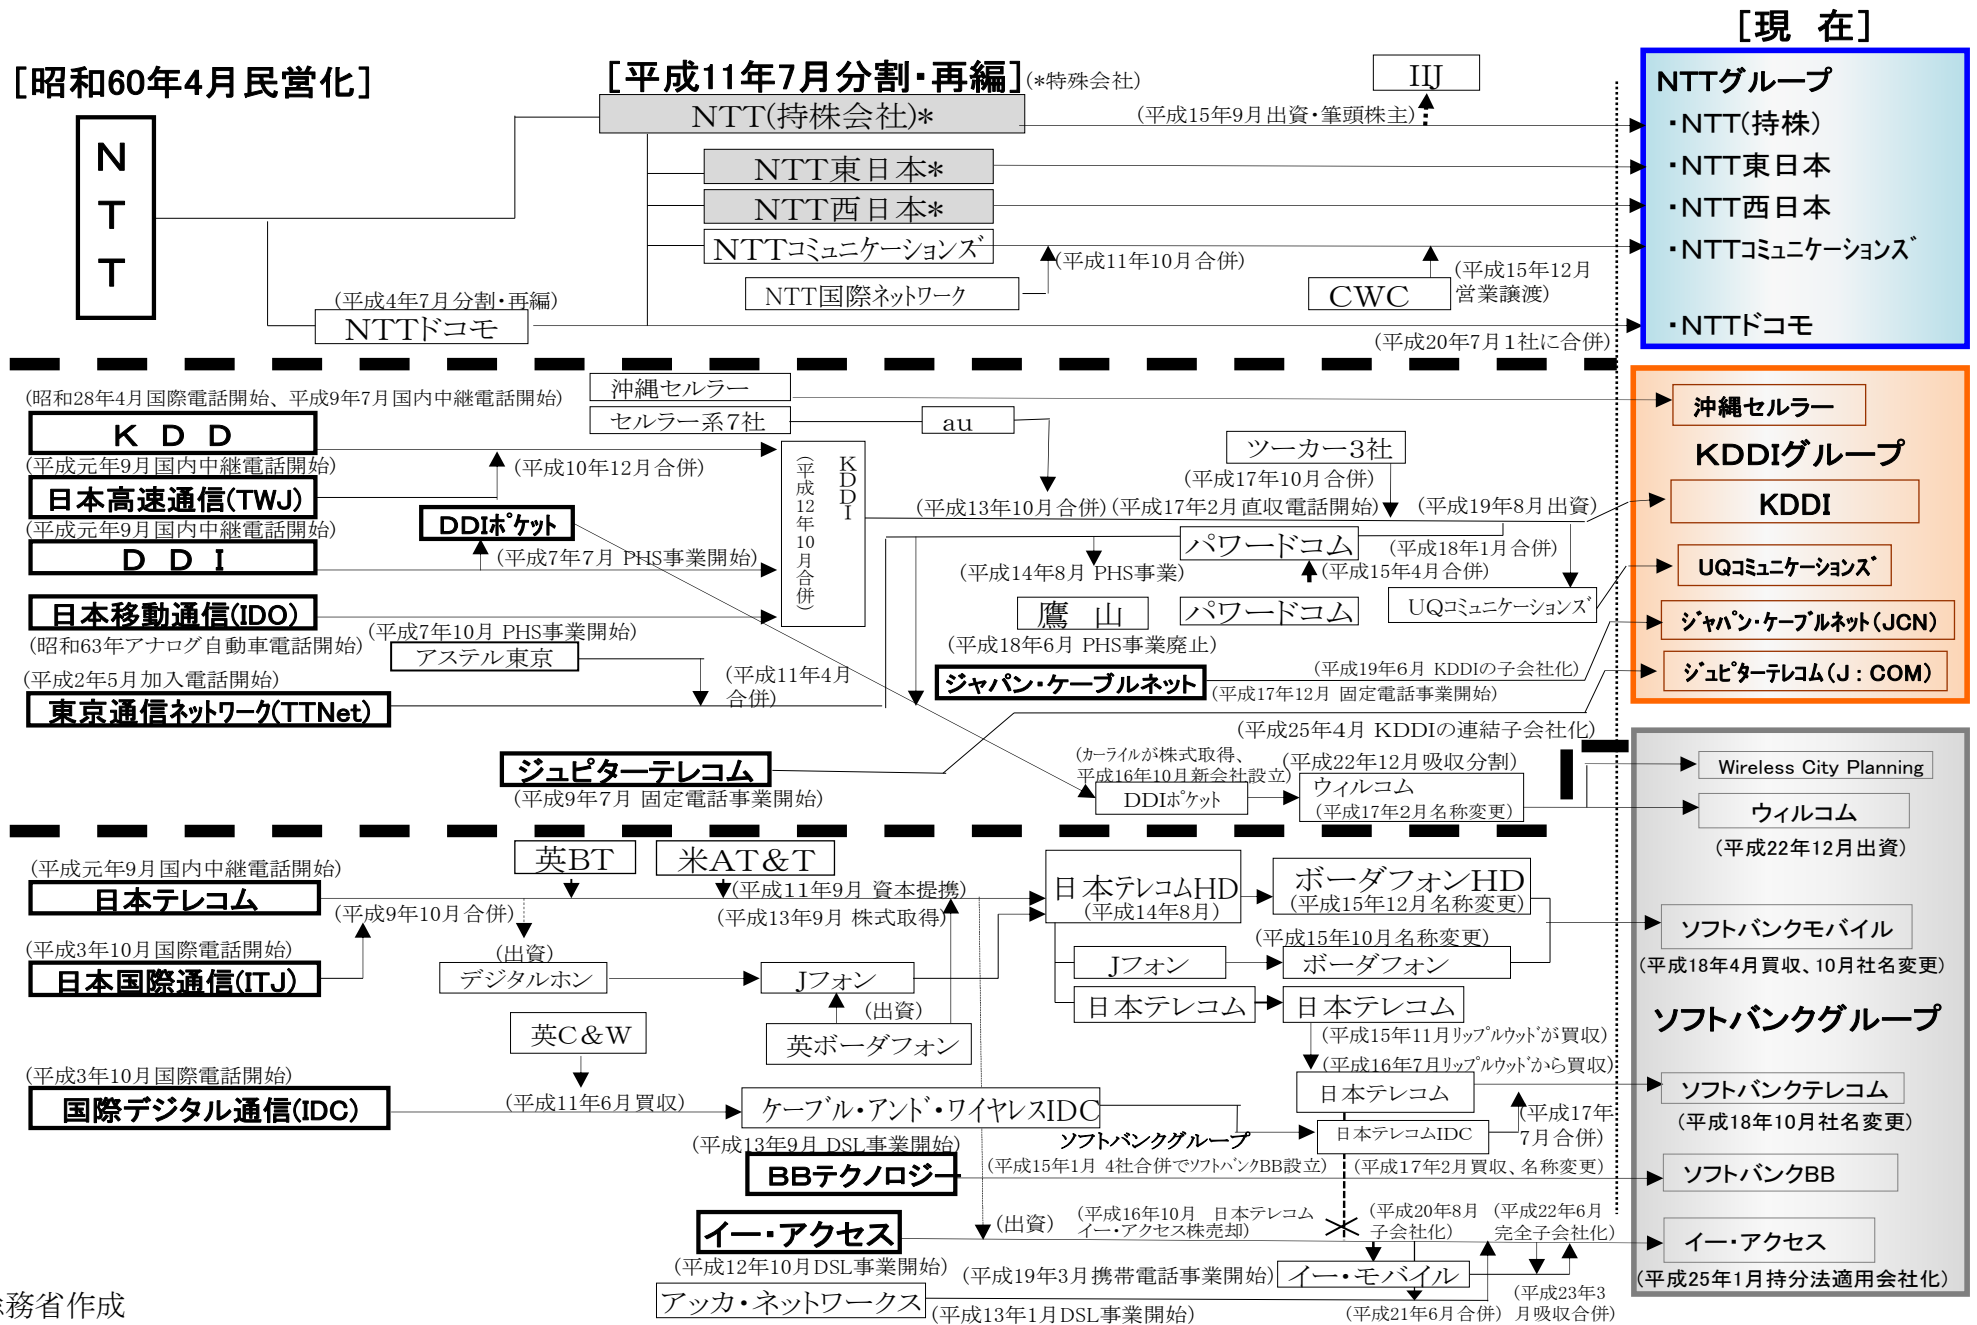 [現　在]
[昭和60年4月民営化]
[平成11年7月分割・再編](*特殊会社)
IIJ
NTT
NTT(持株会社)*
(平成15年9月出資・筆頭株主)
NTT東日本*
NTT西日本*
NTTコミュニケーションズ
(平成11年10月合併)
NTT国際ネットワーク
CWC
(平成15年12月
営業譲渡)
(平成4年7月分割・再編)
NTTドコモ
(平成20年7月1社に合併)
NTTグループ
・NTT(持株)
・NTT東日本
・NTT西日本
・NTTコミュニケーションズ
・NTTドコモ
(昭和28年4月国際電話開始、平成9年7月国内中継電話開始)
KDD
(平成元年9月国内中継電話開始)
日本高速通信(TWJ)
(平成元年9月国内中継電話開始)
DDI
日本移動通信(IDO)
(昭和63年アナログ自動車電話開始)
(平成2年5月加入電話開始)
東京通信ネットワーク(TTNet)
沖縄セルラー
セルラー系7社
au
(平成10年12月合併)
DDIポケット
(平成7年7月 PHS事業開始)
(平成7年10月 PHS事業開始)
アステル東京
(平成11年4月
合併)
KDDI
(平成12年10月合併)
ツーカー3社
(平成17年10月合併)
(平成13年10月合併)(平成17年2月直収電話開始)
(平成19年8月出資)
パワードコム
(平成18年1月合併)
(平成14年8月 PHS事業)
(平成15年4月合併)
鷹 山
パワードコム
UQコミュニケーションズ
(平成18年6月 PHS事業廃止)
ジャパン・ケーブルネット
(平成19年6月 KDDIの子会社化)
(平成17年12月 固定電話事業開始)
(平成25年4月 KDDIの連結子会社化)
ジュピターテレコム
(平成9年7月 固定電話事業開始)
(カーライルが株式取得、
平成16年10月新会社設立)
DDIポケット
(平成22年12月吸収分割)
ウィルコム
(平成17年2月名称変更)
沖縄セルラー
KDDIグループ
KDDI
UQコミュニケーションズ
ジャパン・ケーブルネット(JCN)
ジュピターテレコム(J：COM)
(平成元年9月国内中継電話開始)
日本テレコム
(平成9年10月合併)
(平成3年10月国際電話開始)
日本国際通信(ITJ)
(平成3年10月国際電話開始)
国際デジタル通信(IDC)
英BT
米AT&T
(平成11年9月 資本提携)
(平成13年9月 株式取得)
(出資)
デジタルホン
Jフォン
(出資)
英ボーダフォン
英C&W
(平成11年6月買収)
ケーブル・アンド・ワイヤレスIDC
日本テレコムHD
(平成14年8月)
ボーダフォンHD
(平成15年12月名称変更)
(平成15年10月名称変更)
Jフォン
ボーダフォン
日本テレコム
日本テレコム
(平成15年11月リップルウッドが買収)
(平成16年7月リップルウッドから買収)
日本テレコム
日本テレコムIDC
(平成17年
7月合併)
(平成13年9月 DSL事業開始)
ソフトバンクグループ
BBテクノロジー
(平成15年1月 4社合併でソフトバンクBB設立)
(平成17年2月買収、名称変更)
イー・アクセス
(出資)
(平成16年10月　日本テレコム
イー・アクセス株売却)
(平成20年8月
子会社化)
(平成22年6月
完全子会社化)
(平成12年10月DSL事業開始)
(平成19年3月携帯電話事業開始)
イー・モバイル
アッカ・ネットワークス
(平成13年1月DSL事業開始)
(平成21年6月合併)
(平成23年3
月吸収合併)
Wireless City Planning
ウィルコム
(平成22年12月出資)
ソフトバンクモバイル
(平成18年4月買収、10月社名変更)
ソフトバンクグループ
ソフトバンクテレコム
(平成18年10月社名変更)
ソフトバンクBB
イー・アクセス
(平成25年1月持分法適用会社化)
務省作成